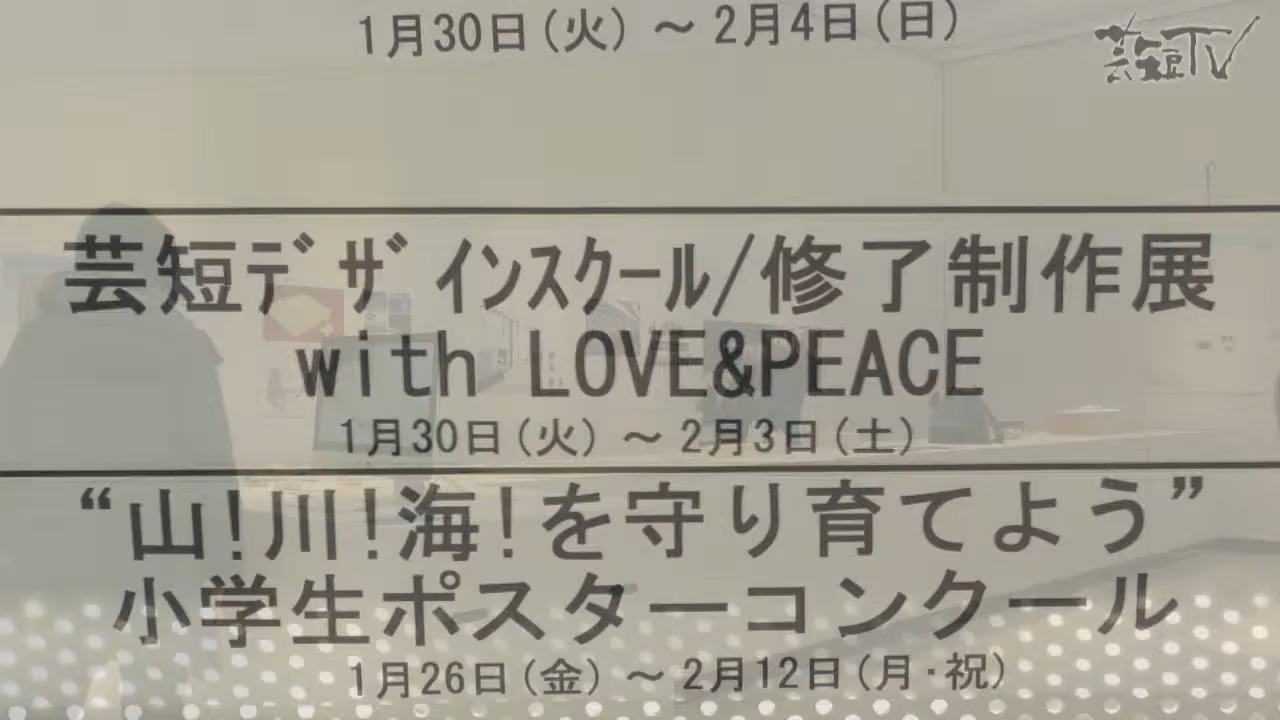 1月30日(火) ～ 2月4日(日)
芸短TV
芸短ﾃﾞｻﾞｲﾝｽｸｰﾙ/修了制作展
with LOVE&PEACE
1月30日(火) ～ 2月3日(土)
“山!川!海!を守り育てよう”
小学生ポスターコンクール
1月26日(金) ～ 2月12日(月・祝)